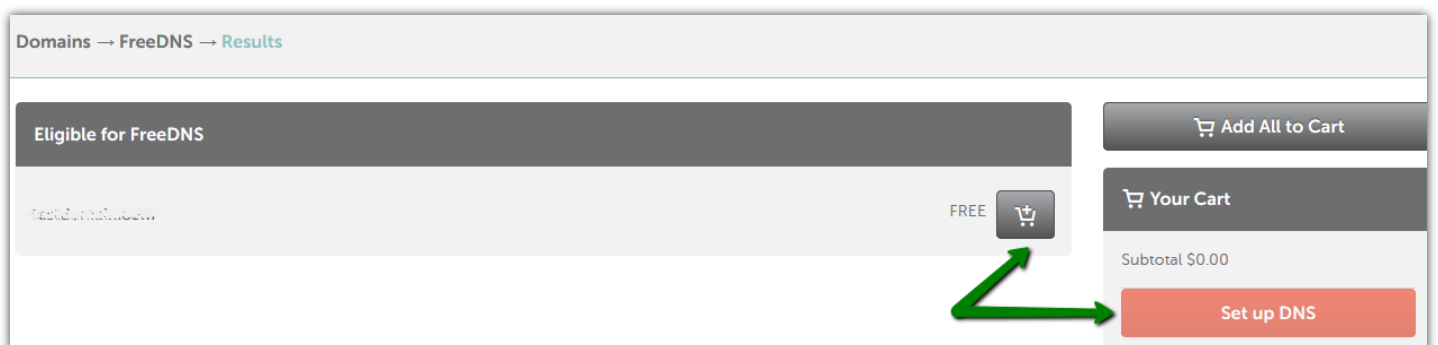 Domains → FreeDNS → Results
Eligible for FreeDNS
FREE
Add All to Cart
Your Cart
Subtotal $0.00
Set up DNS